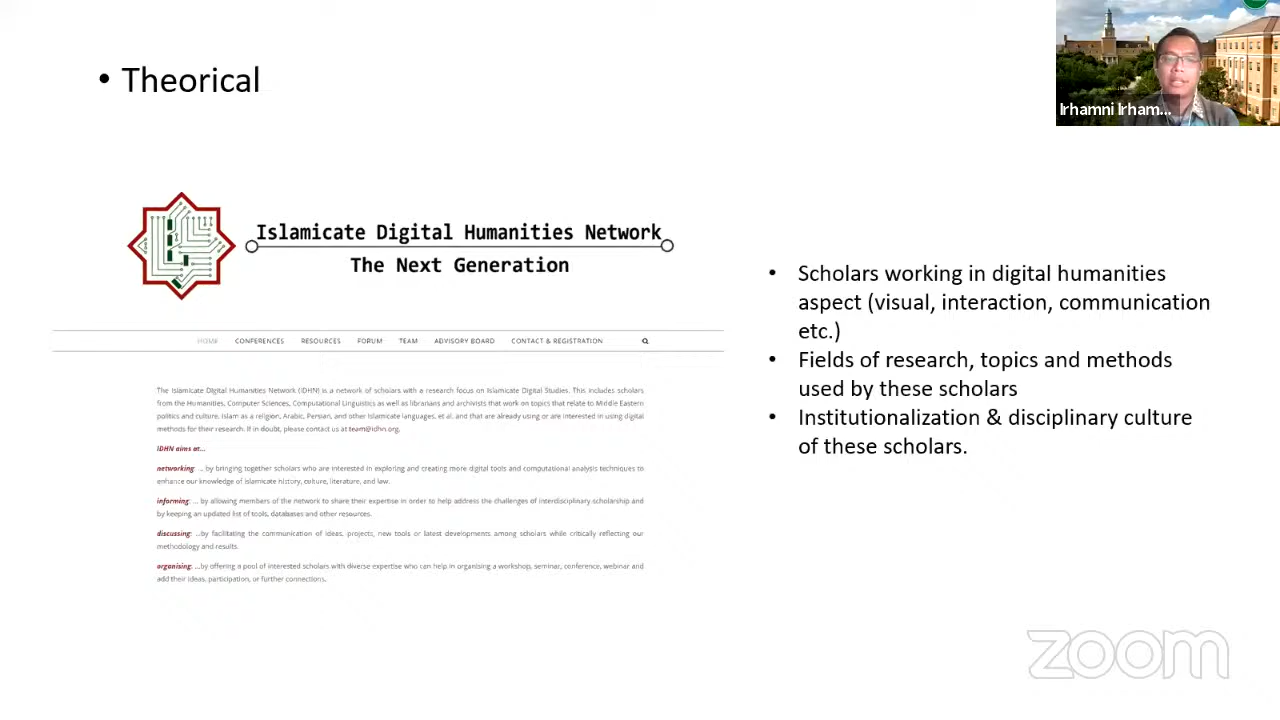 • Theorical
Irhamni Irham...
Islamicate Digital Humanities Network
The Next Generation
HOME CONFERENCES RESOURCES FORUM TEAM ADVISORY BOARD CONTACT & REGISTRATION
The Islamicate Digital Humanities Network (IDHN) is a network of scholars with a research focus on Islamicate Digital Studies. This includes scholars
from the Humanities, Computer Sciences, Computational Linguistics as well as librarians and archivists that work on topics that relate to Middle Eastern
politics and culture, Islam as a religion, Arabic, Persian, and other Islamicate languages, et al. and that are already using or are interested in using digital
methods for their research. If in doubt, please contact us at team@idhn.org.
IDHN aims at...
networking: ... by bringing together scholars who are interested in exploring and creating more digital tools and computational analysis techniques to
enhance our knowledge of Islamicate history, culture, literature, and law.
informing: ... by allowing members of the network to share their expertise in order to help address the challenges of interdisciplinary scholarship and
by keeping an updated list of tools, databases and other resources.
discussing: ...by facilitating the communication of ideas, projects, new tools or latest developments among scholars while critically reflecting our
methodology and results.
organising: ...by offering a pool of interested scholars with diverse expertise who can help in organising a workshop, seminar, conference, webinar and
add their ideas, participation, or further connections.
• Scholars working in digital humanities
aspect (visual, interaction, communication
etc.)
• Fields of research, topics and methods
used by these scholars
• Institutionalization & disciplinary culture
of these scholars.
zoom